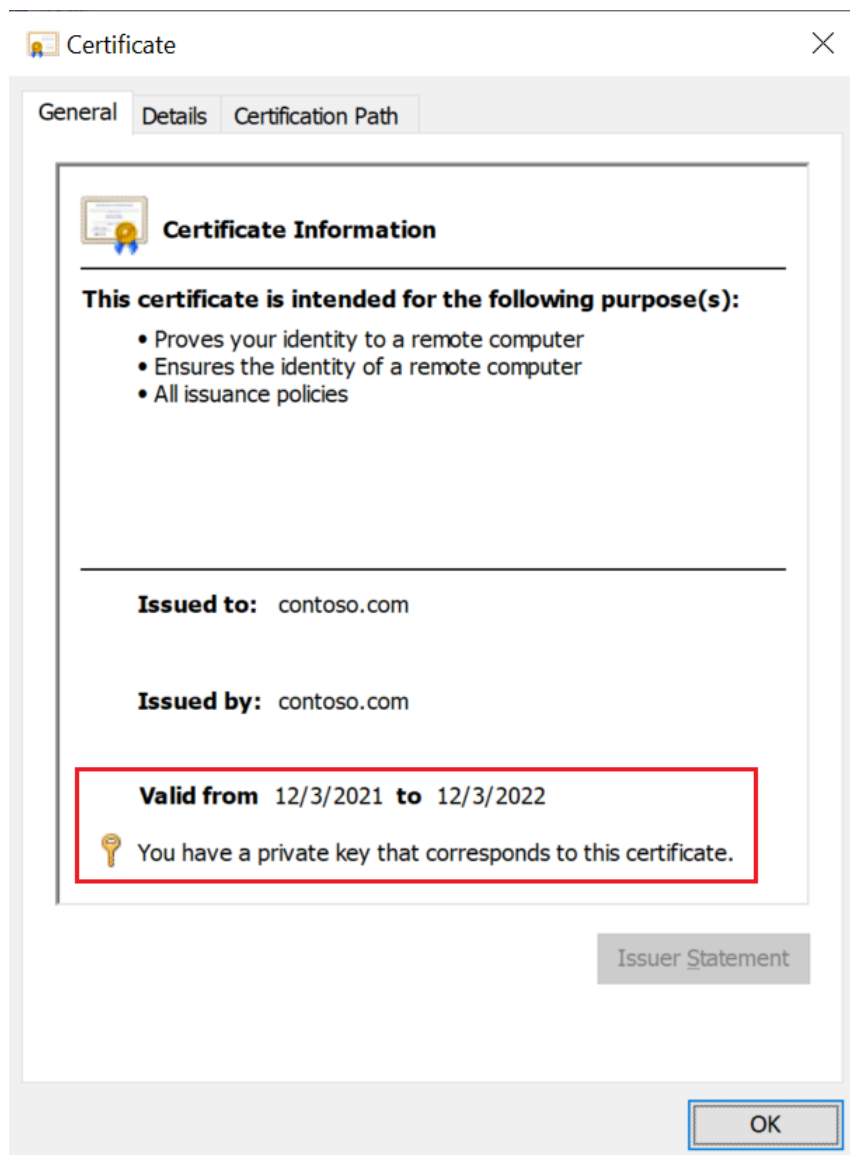 Certificate
General Details Certification Path
Certificate Information
This certificate is intended for the following purpose(s):
• Proves your identity to a remote computer
• Ensures the identity of a remote computer
• All issuance policies
Issued to: contoso.com
Issued by: contoso.com
Valid from 12/3/2021 to 12/3/2022
You have a private key that corresponds to this certificate.
Issuer Statement
OK